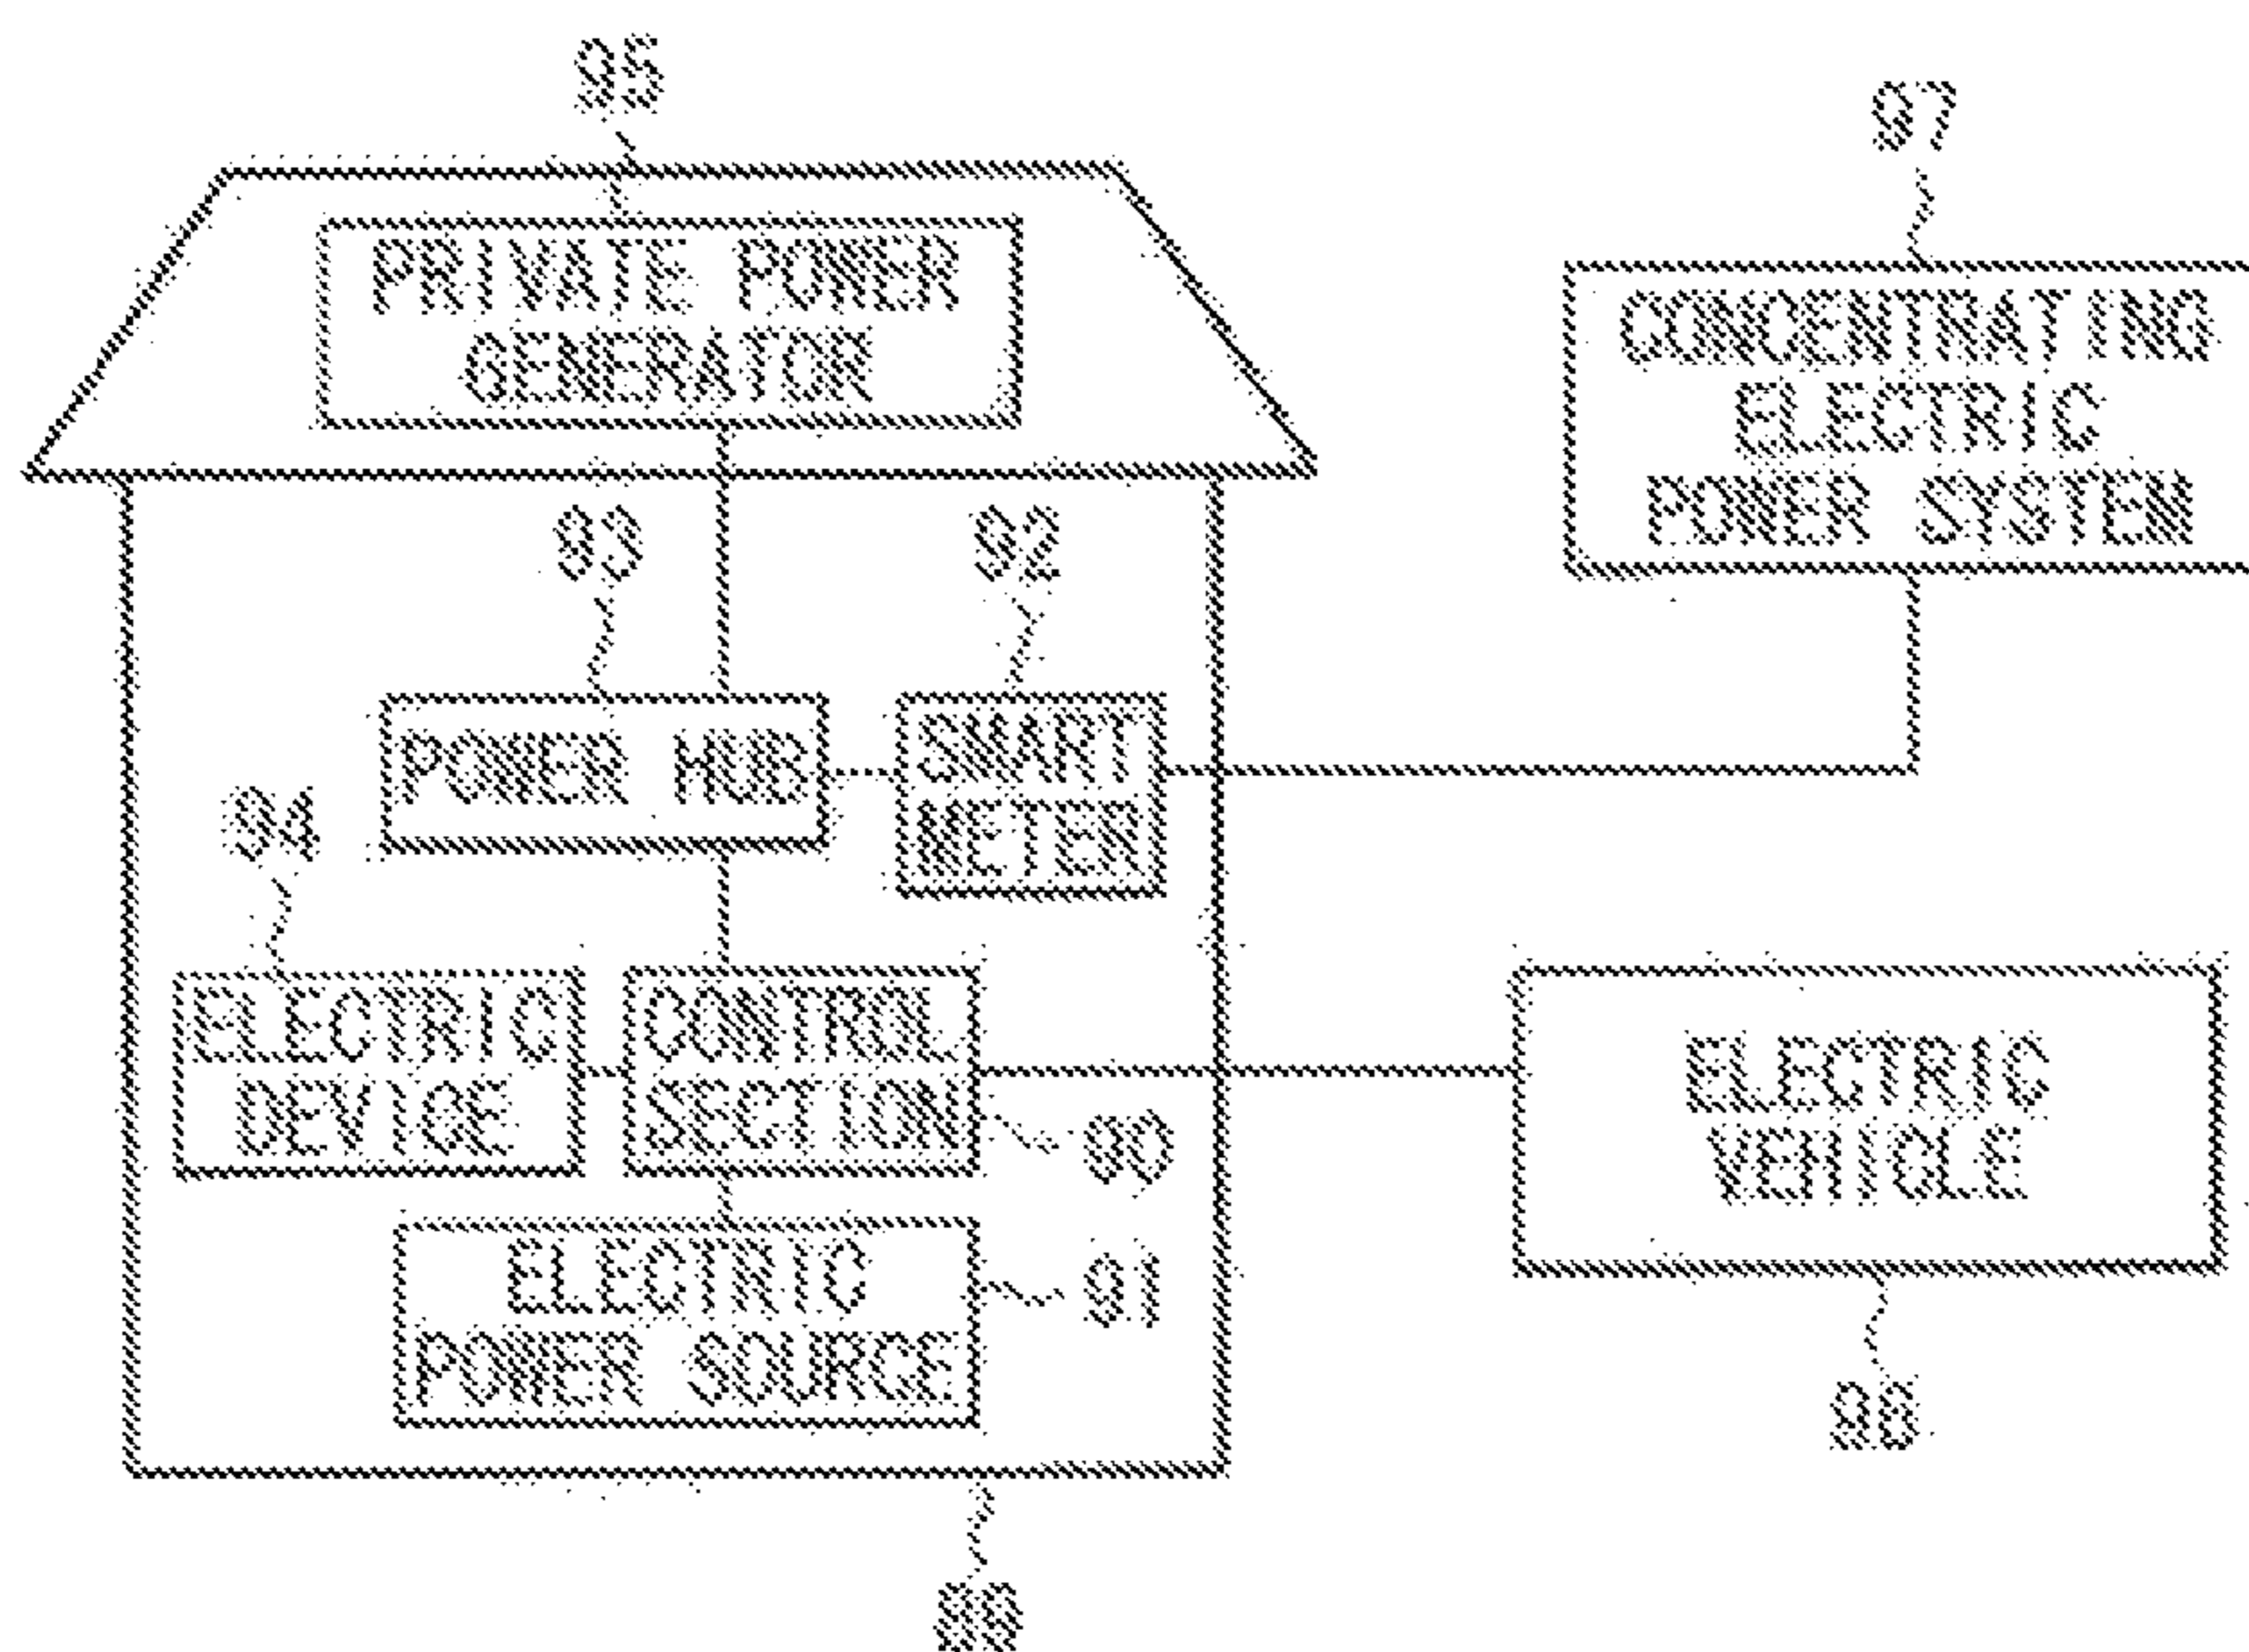 95
97
PRIVATE POWER
GENERATOR
CONCENTRATING
ELECTRIC
POWER SYSTEM
93
92
POWER HUB
SMART
METER
94
ELECTRIC
DEVICE
CONTROL
SECTION
ELECTRIC
VEHICLE
90
ELECTRIC
POWER SOURCE
91